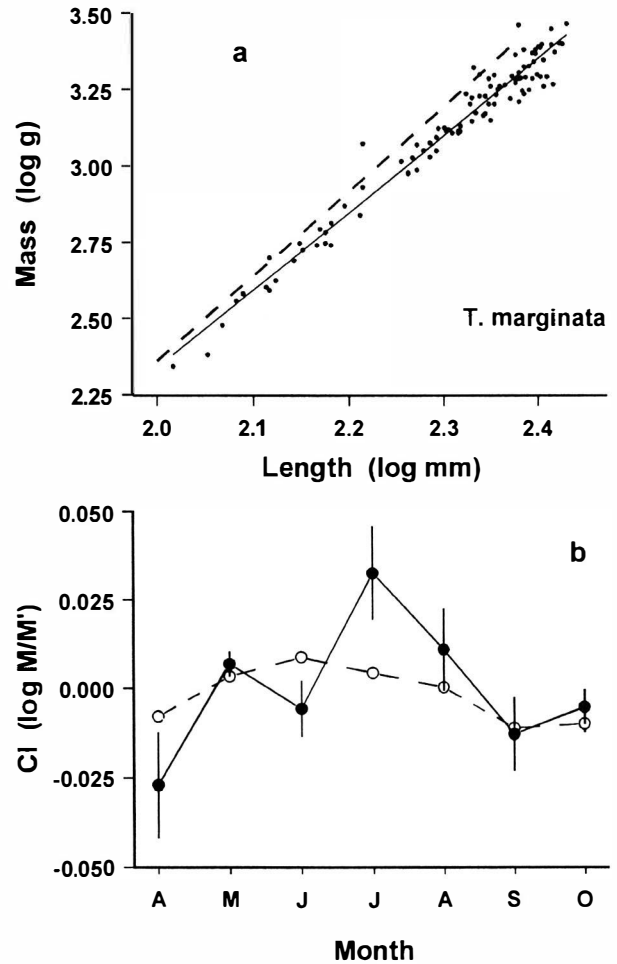 3.50
3.25
3.00
2.75
2.50
2.25
Mass (log g)
a
T. marginata
2.0 2.1 2.2 2.3 2.4
Length (log mm)
0.050
0.025
0.000
-0.025
-0.050
CI (log M/M')
b
A M J J A S O
Month